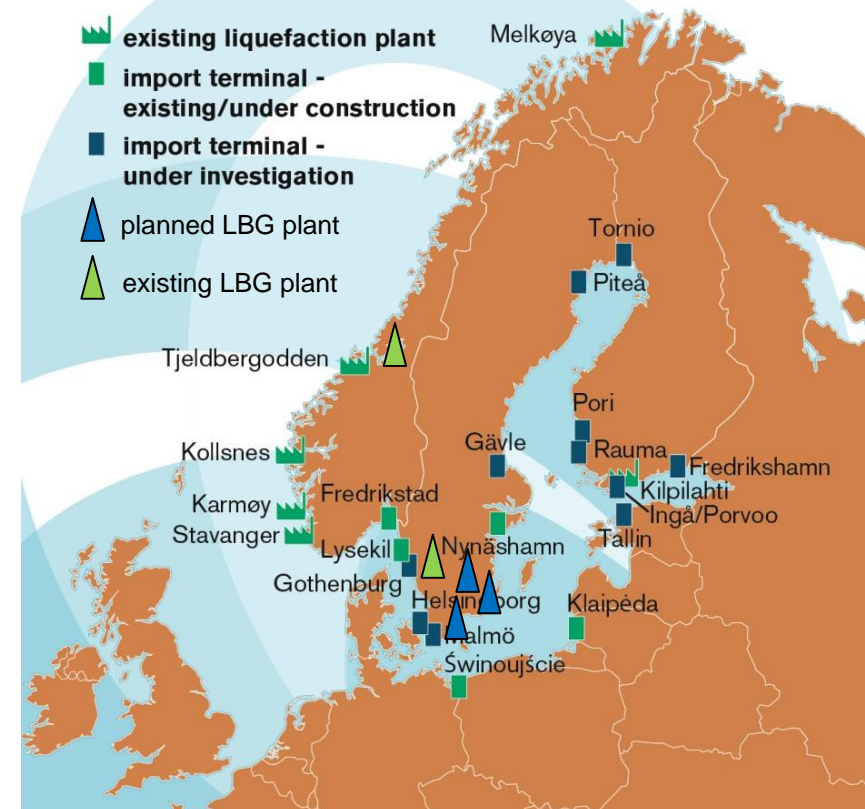 existing liquefaction plant
import terminal -
existing/under construction
import terminal -
under investigation
planned LBG plant
existing LBG plant
Melkøya
Tornio
Piteå
Tjeldbergodden
Pori
Rauma
Gävle
Fredrikshamn
Kollsnes
Kilpilahti
Fredrikstad
Karmøy
Ingå/Porvoo
Stavanger
Nynäshamn
Tallin
Lysekil
Gothenburg
Helsingborg
Klaipėda
Malmö
Świnoujście